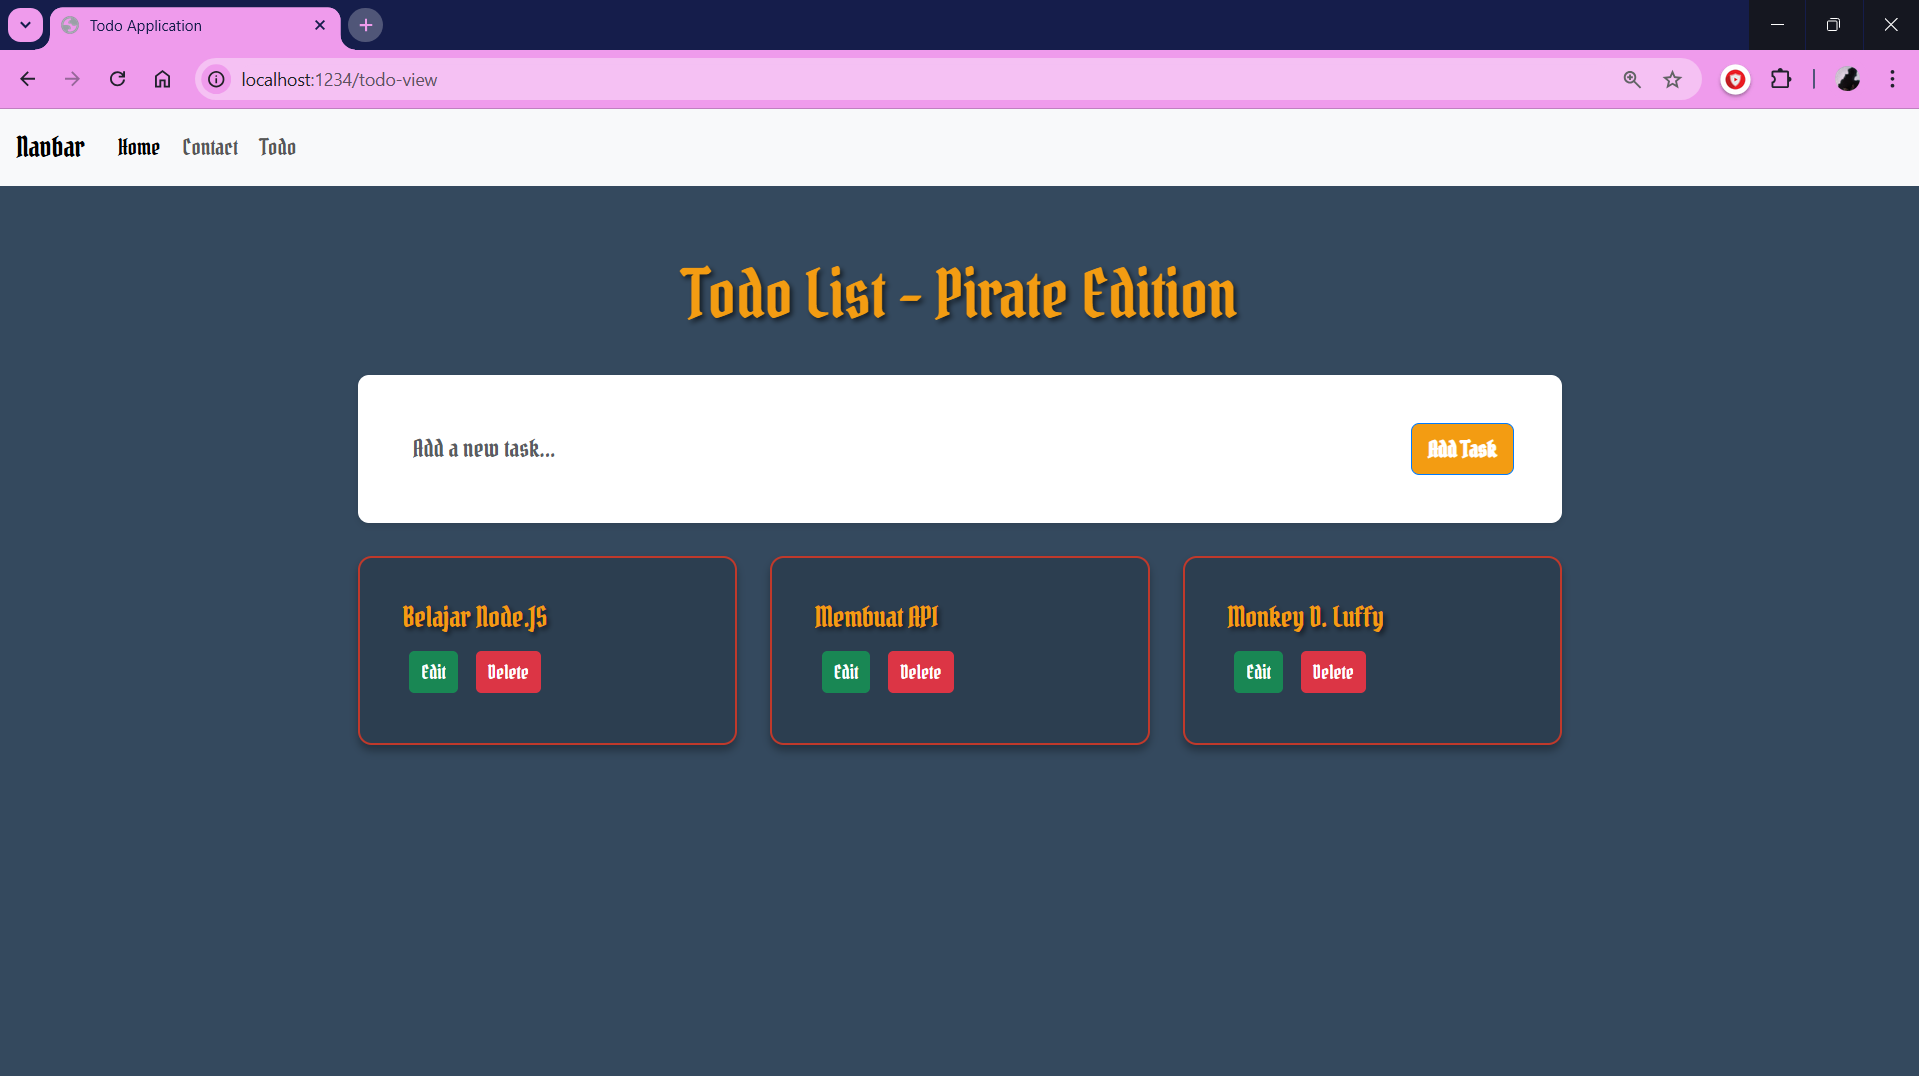 Todo Application
localhost:1234/todo-view
Navbar Home Contact Todo
Todo List - Pirate Edition
Add a new task... Add Task
Belajar Node.JS
Edit Delete
Membuat API
Edit Delete
Monkey D. Luffy
Edit Delete